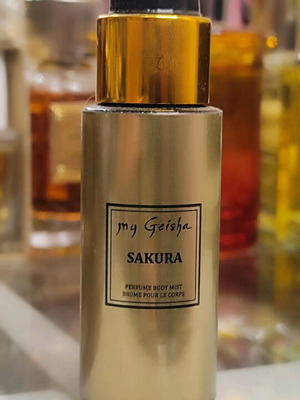 my Geisha
SAKURA
PERFUME BODY MIST
BRUME POUR LE CORPS